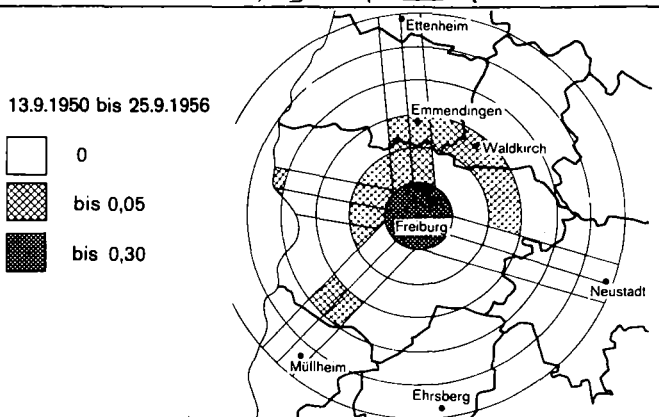 13.9.1950 bis 25.9.1956
0
bis 0,05
bis 0,30
Ettenheim
Emmendingen
Waldkirch
Freiburg
Neustadt
Müllheim
Ehrsberg